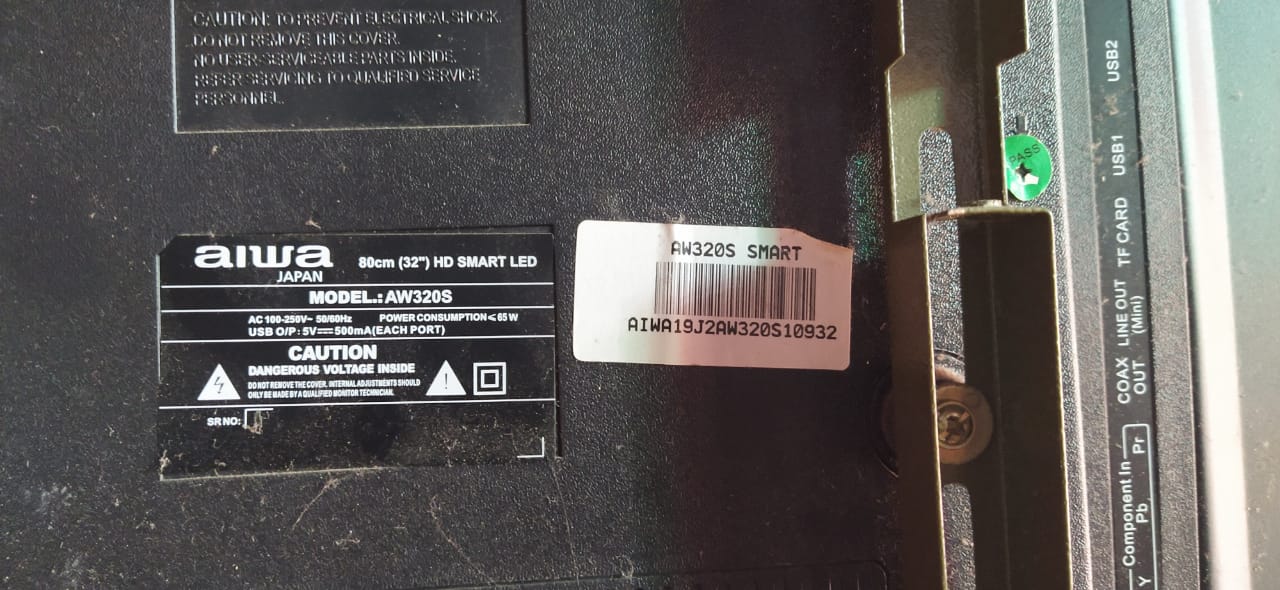 CAUTION: TO PREVENT ELECTRICAL SHOCK.
DO NOT REMOVE THIS COVER.
NO USER-SERVICEABLE PARTS INSIDE.
REFER SERVICING TO QUALIFIED SERVICE
PERSONNEL.
aiwa
JAPAN
80cm (32") HD SMART LED
MODEL.: AW320S
AC 100-250V~ 50/60Hz POWER CONSUMPTION ⩽ 65 W
USB O/P : 5V⎓500mA(EACH PORT)
CAUTION
DANGEROUS VOLTAGE INSIDE
DO NOT REMOVE THE COVER. INTERNAL ADJUSTMENTS SHOULD
ONLY BE MADE BY A QUALIFIED MONITOR TECHNICIAN.
SR NO:
AW320S SMART
AIWA19J2AW320S10932
PASS
USB2
USB1
TF CARD
LINE OUT
(Mini)
COAX
OUT
Component In
Y Pb Pr